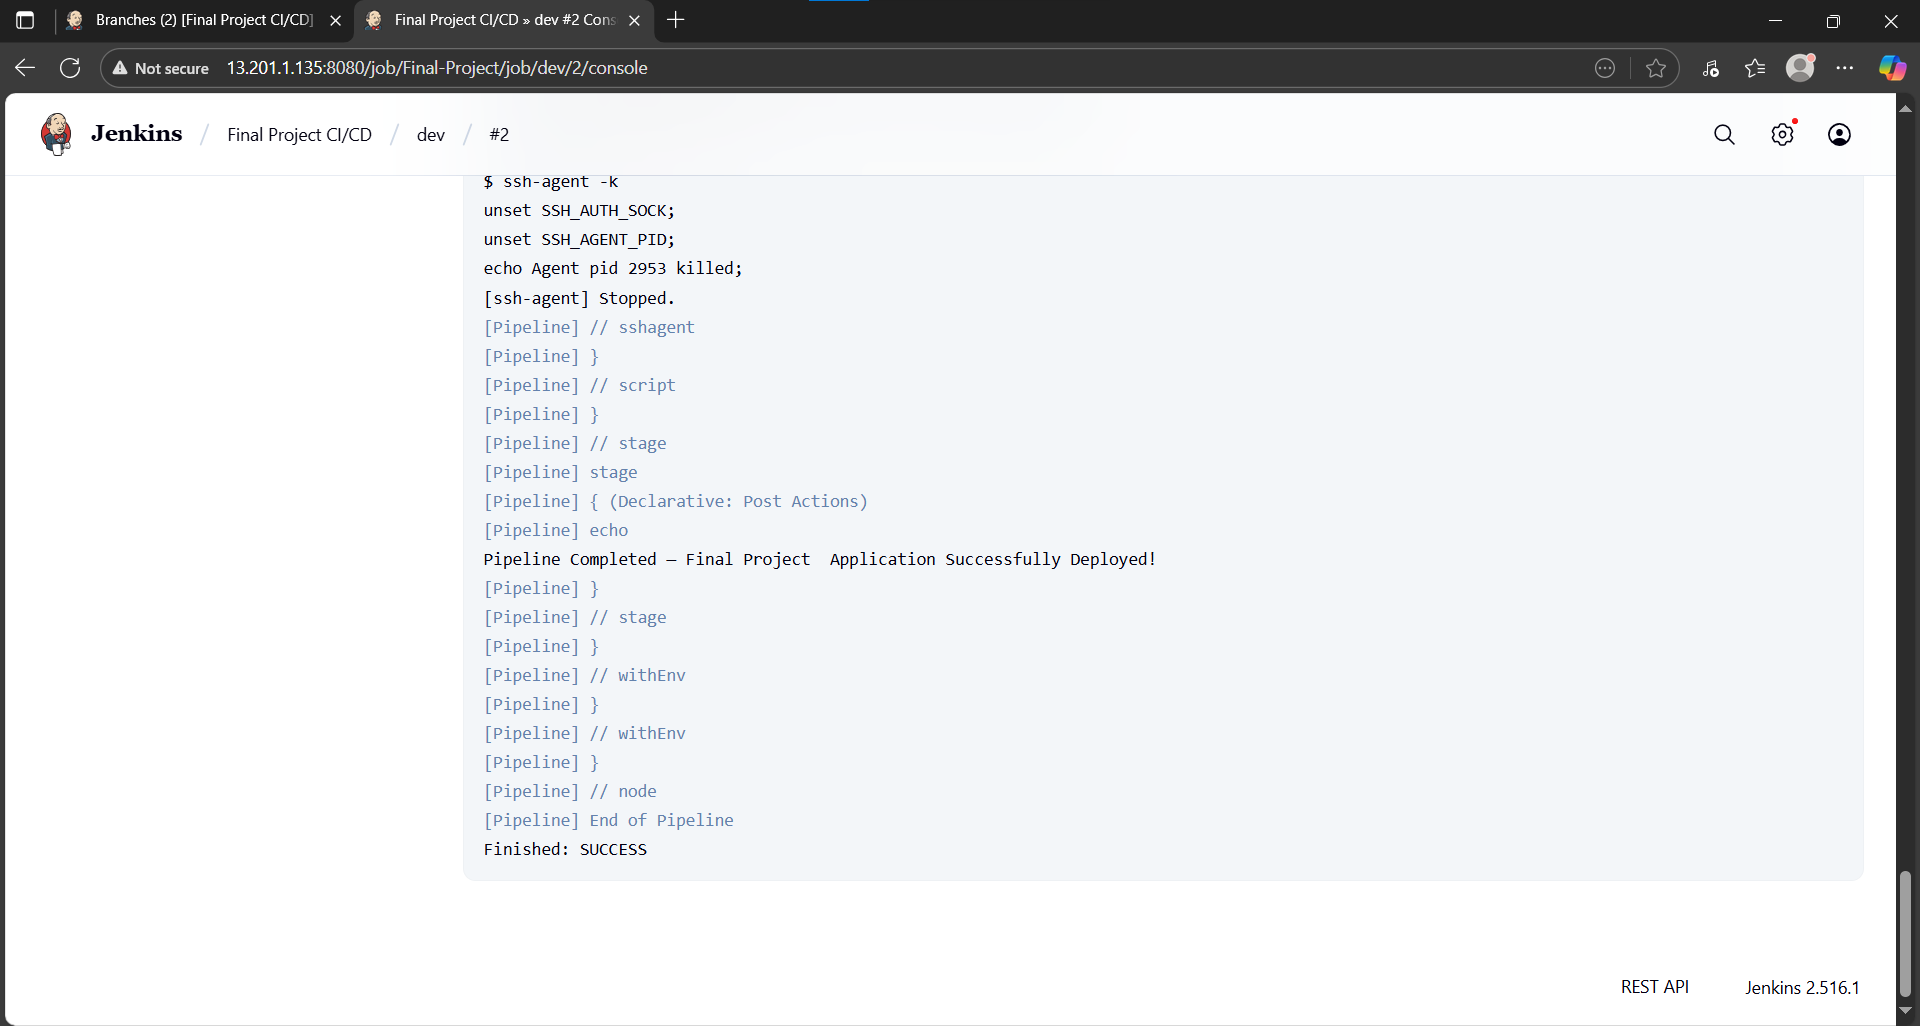 Branches (2) [Final Project CI/CD]
Final Project CI/CD » dev #2 Cons
Not secure 13.201.1.135:8080/job/Final-Project/job/dev/2/console
Jenkins / Final Project CI/CD / dev / #2
$ ssh-agent -k
unset SSH_AUTH_SOCK;
unset SSH_AGENT_PID;
echo Agent pid 2953 killed;
[ssh-agent] Stopped.
[Pipeline] // sshagent
[Pipeline] }
[Pipeline] // script
[Pipeline] }
[Pipeline] // stage
[Pipeline] stage
[Pipeline] { (Declarative: Post Actions)
[Pipeline] echo
Pipeline Completed – Final Project  Application Successfully Deployed!
[Pipeline] }
[Pipeline] // stage
[Pipeline] }
[Pipeline] // withEnv
[Pipeline] }
[Pipeline] // withEnv
[Pipeline] }
[Pipeline] // node
[Pipeline] End of Pipeline
Finished: SUCCESS
REST API Jenkins 2.516.1